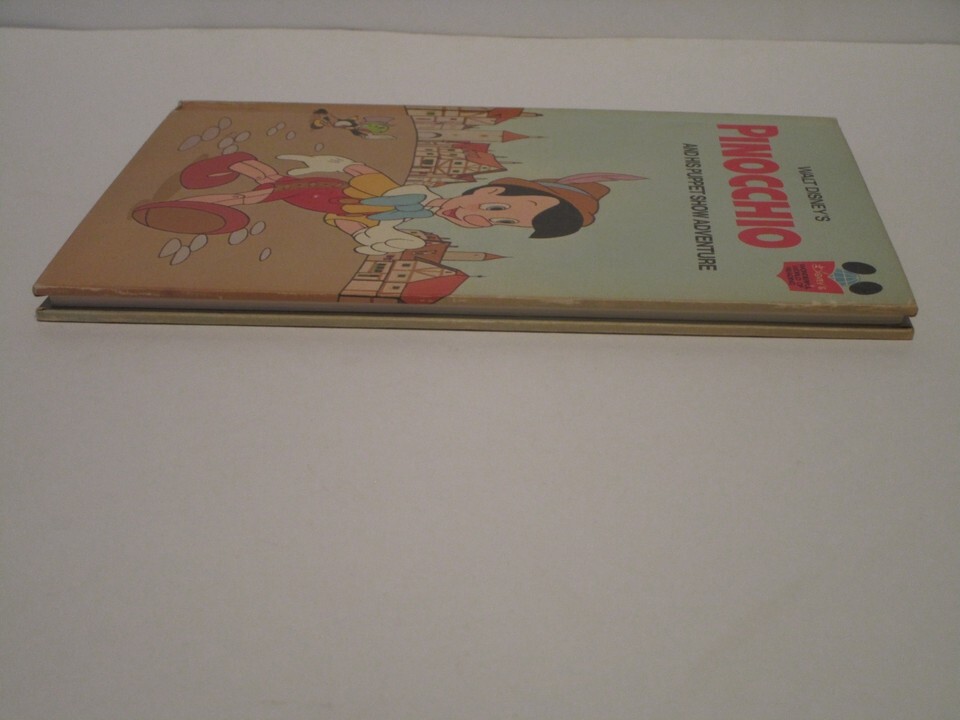 WALT DISNEY'S
PINOCCHIO
AND HIS PUPPET SHOW ADVENTURE